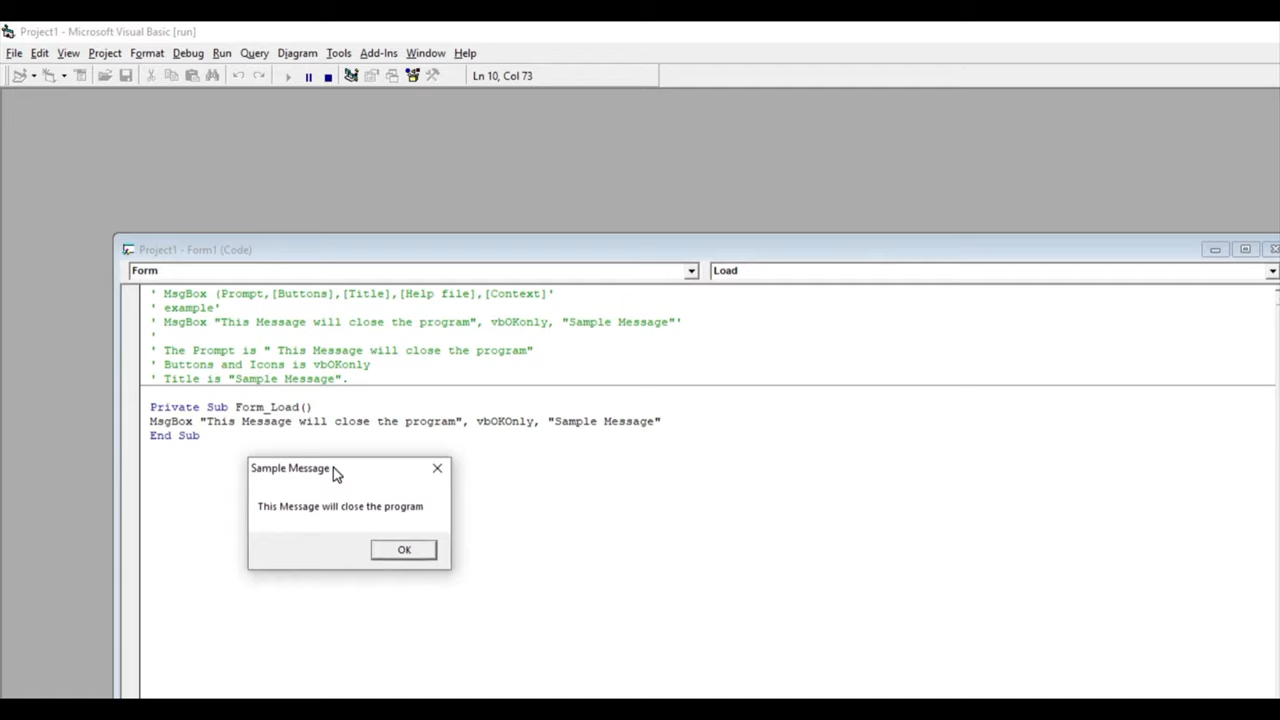 Project1 - Microsoft Visual Basic [run]
File Edit View Project Format Debug Run Query Diagram Tools Add-Ins Window Help
Ln 10, Col 73
Project1 - Form1 (Code)
Form Load
' MsgBox (Prompt,[Buttons],[Title],[Help file],[Context]'
' example'
' MsgBox "This Message will close the program", vbOKonly, "Sample Message"'
'
' The Prompt is " This Message will close the program"
' Buttons and Icons is vbOKonly
' Title is "Sample Message".
Private Sub Form_Load()
MsgBox "This Message will close the program", vbOKOnly, "Sample Message"
End Sub
Sample Message
This Message will close the program
OK